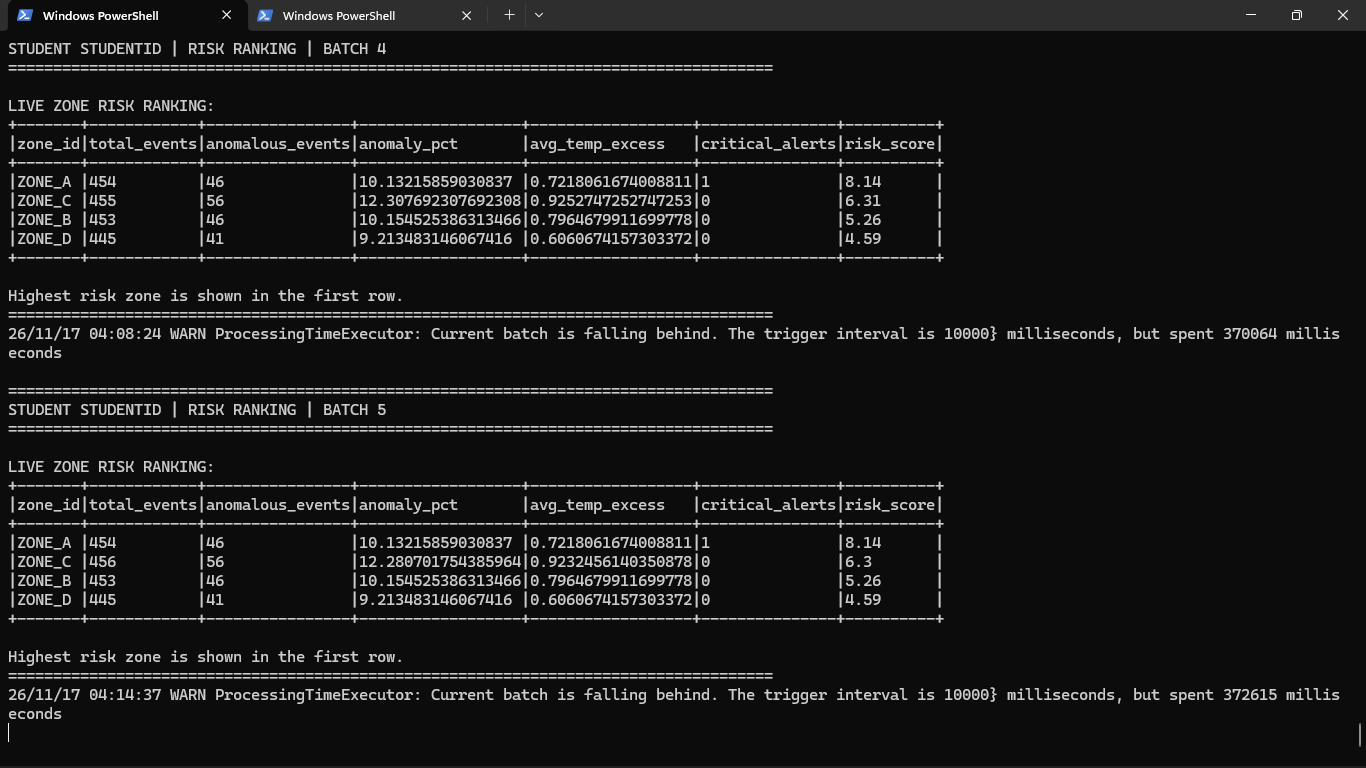 Windows PowerShell
Windows PowerShell
STUDENT STUDENTID | RISK RANKING | BATCH 4
=====================================================================================
LIVE ZONE RISK RANKING:
+-------+------------+----------------+------------------+------------------+---------------+----------+
|zone_id|total_events|anomalous_events|anomaly_pct       |avg_temp_excess   |critical_alerts|risk_score|
+-------+------------+----------------+------------------+------------------+---------------+----------+
|ZONE_A |454         |46              |10.13215859030837 |0.7218061674008811|1              |8.14      |
|ZONE_C |455         |56              |12.307692307692308|0.9252747252747253|0              |6.31      |
|ZONE_B |453         |46              |10.154525386313466|0.7964679911699778|0              |5.26      |
|ZONE_D |445         |41              |9.213483146067416 |0.6060674157303372|0              |4.59      |
+-------+------------+----------------+------------------+------------------+---------------+----------+
Highest risk zone is shown in the first row.
=====================================================================================
26/11/17 04:08:24 WARN ProcessingTimeExecutor: Current batch is falling behind. The trigger interval is 10000} milliseconds, but spent 370064 millis
econds
=====================================================================================
STUDENT STUDENTID | RISK RANKING | BATCH 5
=====================================================================================
LIVE ZONE RISK RANKING:
+-------+------------+----------------+------------------+------------------+---------------+----------+
|zone_id|total_events|anomalous_events|anomaly_pct       |avg_temp_excess   |critical_alerts|risk_score|
+-------+------------+----------------+------------------+------------------+---------------+----------+
|ZONE_A |454         |46              |10.13215859030837 |0.7218061674008811|1              |8.14      |
|ZONE_C |456         |56              |12.280701754385964|0.9232456140350878|0              |6.3       |
|ZONE_B |453         |46              |10.154525386313466|0.7964679911699778|0              |5.26      |
|ZONE_D |445         |41              |9.213483146067416 |0.6060674157303372|0              |4.59      |
+-------+------------+----------------+------------------+------------------+---------------+----------+
Highest risk zone is shown in the first row.
=====================================================================================
26/11/17 04:14:37 WARN ProcessingTimeExecutor: Current batch is falling behind. The trigger interval is 10000} milliseconds, but spent 372615 millis
econds